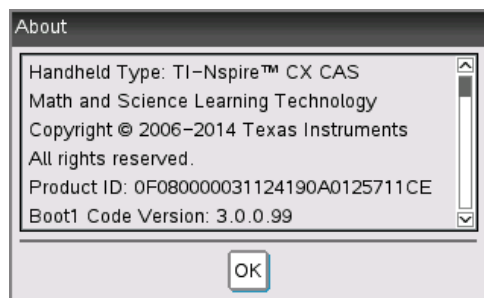 About
Handheld Type: TI-Nspire™ CX CAS
Math and Science Learning Technology
Copyright © 2006-2014 Texas Instruments
All rights reserved.
Product ID: 0F080000031124190A0125711CE
Boot1 Code Version: 3.0.0.99
OK